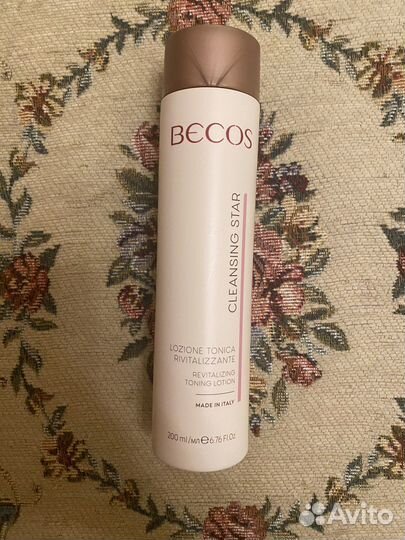 BECOS
CLEANSING STAR
LOZIONE TONICA
RIVITALIZZANTE
REVITALIZING
TONING LOTION
MADE IN ITALY
200 ml/мл ℮ 6.76 Fl.Oz
Avito